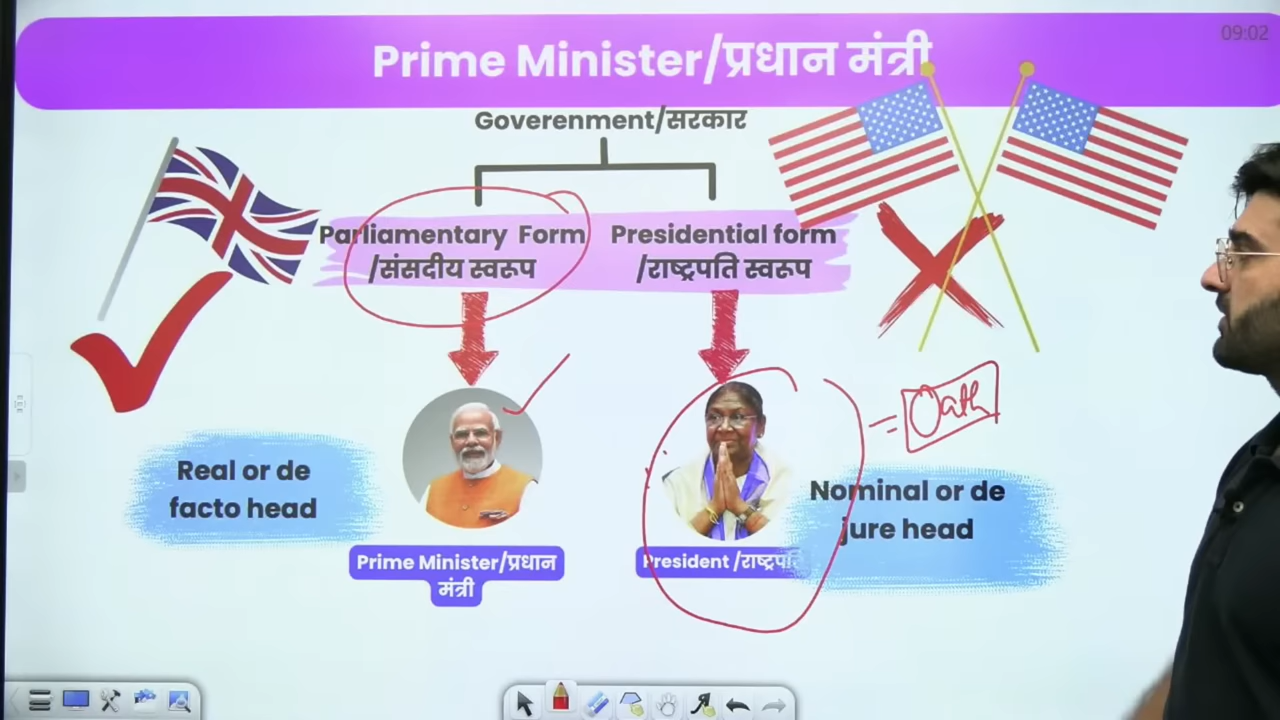 09:02
Prime Minister/प्रधान मंत्री
Goverenment/सरकार
Parliamentary Form
/संसदीय स्वरूप
Presidential form
/राष्ट्रपति स्वरूप
= Oath
Real or de
facto head
Nominal or de
jure head
Prime Minister/प्रधान
मंत्री
President /राष्ट्रपति